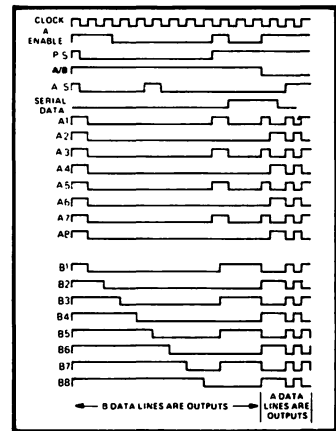 CLOCK
A
ENABLE
P S
A/B
A S
SERIAL
DATA
A1
A2
A3
A4
A5
A6
A7
A8
B1
B2
B3
B4
B5
B6
B7
B8
B DATA LINES ARE OUTPUTS
A DATA
LINES ARE
OUTPUTS